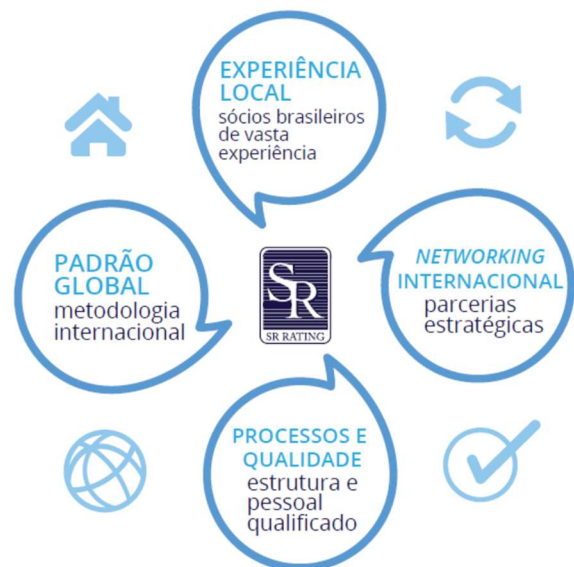 EXPERIÊNCIA
LOCAL
sócios brasileiros
de vasta
experiência
PADRÃO
GLOBAL
metodologia
internacional
SR
SR RATING
NETWORKING
INTERNACIONAL
parcerias
estratégicas
PROCESSOS E
QUALIDADE
estrutura e
pessoal
qualificado